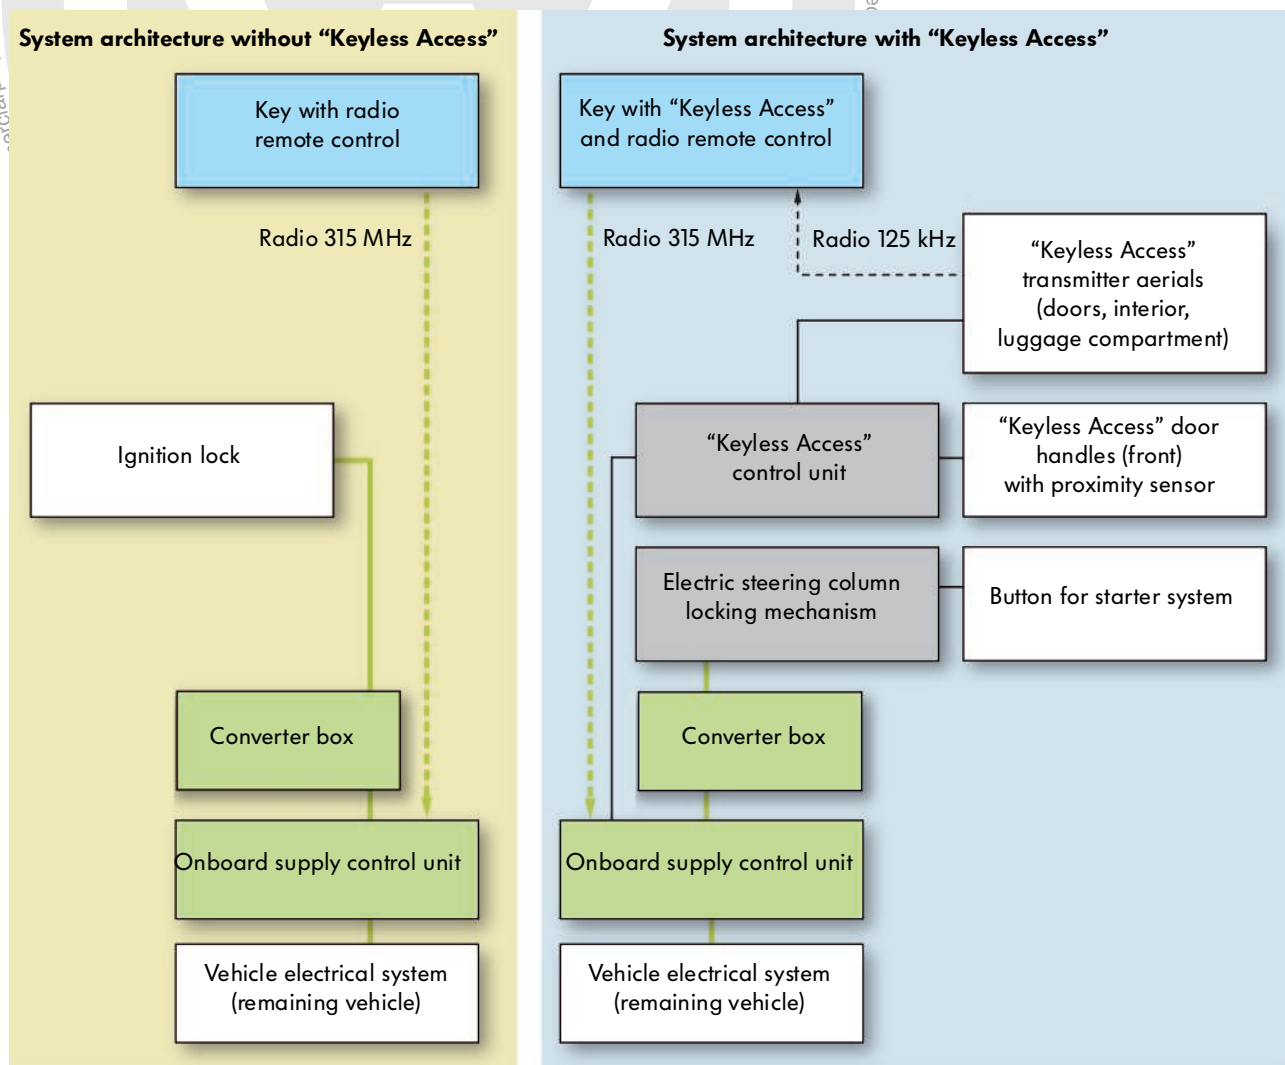 System architecture without “Keyless Access”
Key with radio
remote control
Radio 315 MHz
Ignition lock
Converter box
Onboard supply control unit
Vehicle electrical system
(remaining vehicle)
System architecture with “Keyless Access”
Key with “Keyless Access”
and radio remote control
Radio 315 MHz
Radio 125 kHz
“Keyless Access”
transmitter aerials
(doors, interior,
luggage compartment)
“Keyless Access”
control unit
“Keyless Access” door
handles (front)
with proximity sensor
Electric steering column
locking mechanism
Button for starter system
Converter box
Onboard supply control unit
Vehicle electrical system
(remaining vehicle)